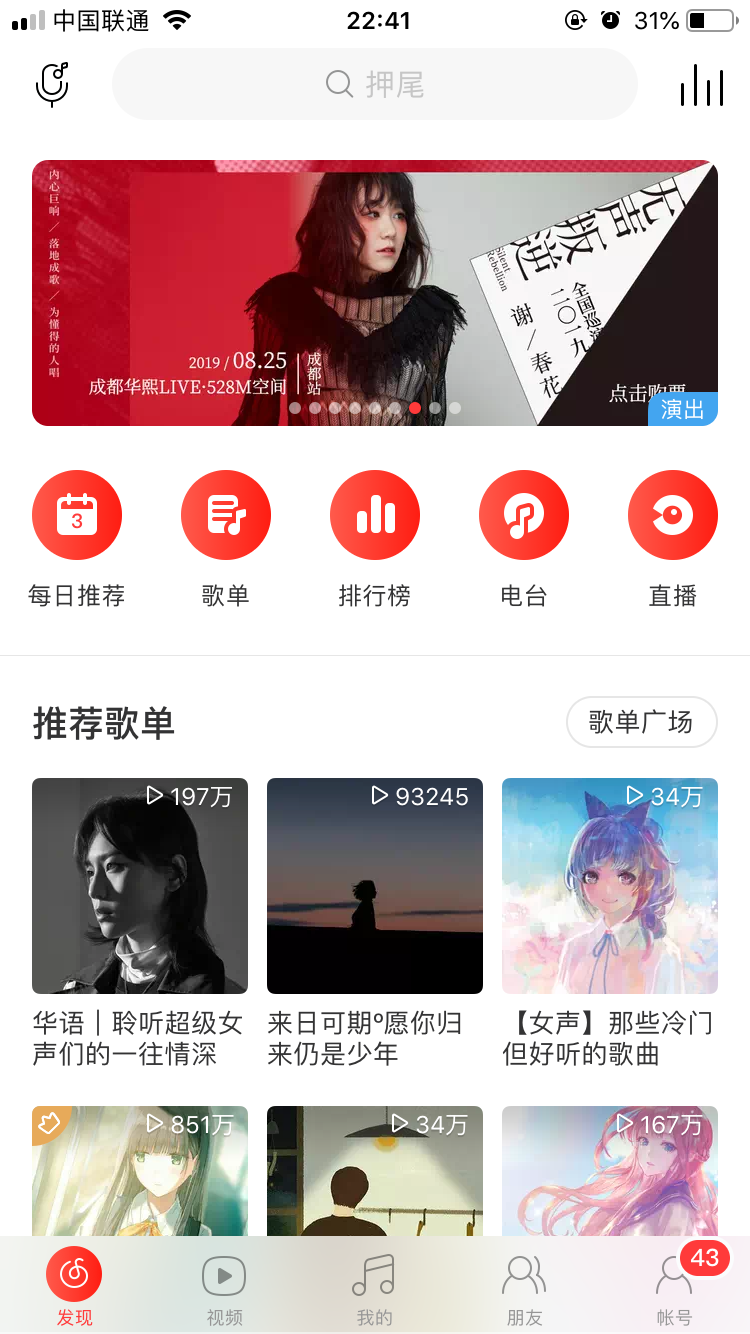 中国联通
22:41
31%
押尾
内心巨响 / 落地成歌 / 为懂得的人唱
无声叛逆
Silent
Rebellion
谢 / 春花
全国巡
二〇一九
2019 / 08.25
成都华熙LIVE·528M空间
成都站
点击购票
演出
3
每日推荐
歌单
排行榜
电台
直播
推荐歌单
歌单广场
197万
93245
34万
华语｜聆听超级女
声们的一往情深
来日可期º愿你归
来仍是少年
【女声】那些冷门
但好听的歌曲
851万
34万
167万
43
发现
视频
我的
朋友
帐号